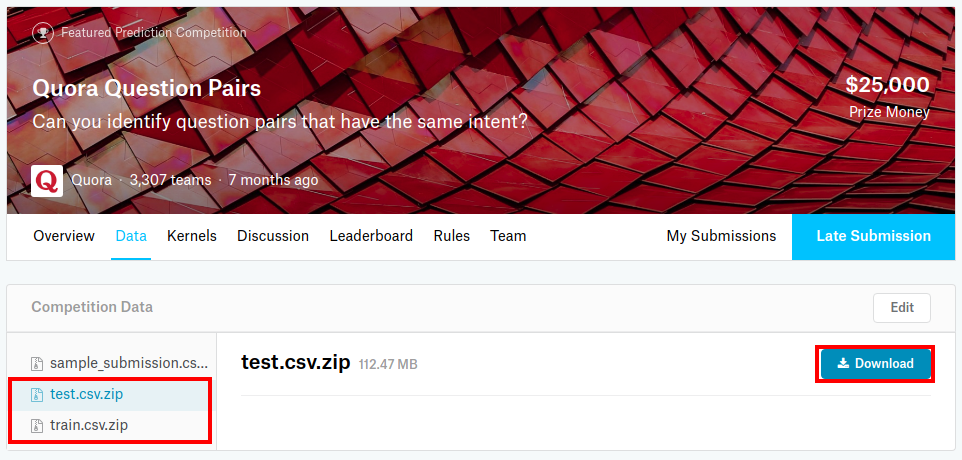 Featured Prediction Competition
Quora Question Pairs
$25,000
Can you identify question pairs that have the same intent?
Prize Money
Q Quora · 3,307 teams · 7 months ago
Overview Data Kernels Discussion Leaderboard Rules Team My Submissions Late Submission
Competition Data Edit
sample_submission.cs...
test.csv.zip 112.47 MB Download
test.csv.zip
train.csv.zip